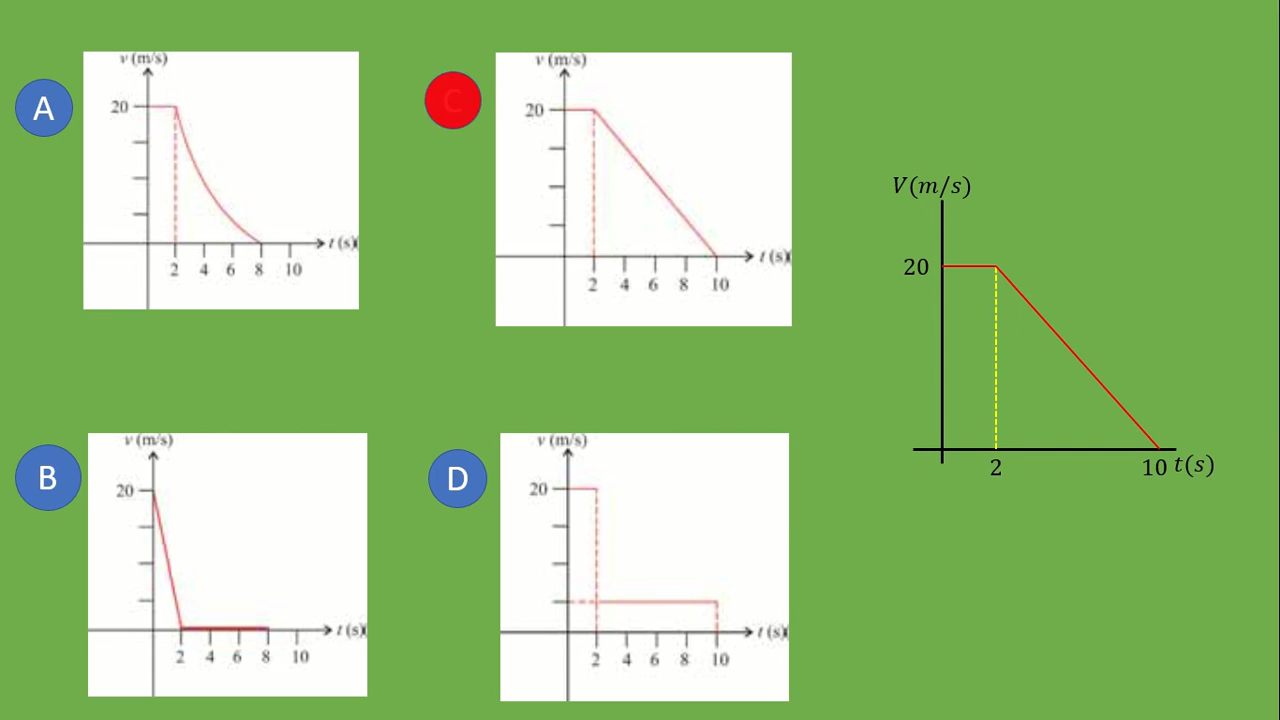 A
v (m/s)
20
t (s)
2 4 6 8 10
C
v (m/s)
20
t (s)
2 4 6 8 10
V(m/s)
20
2
10 t(s)
B
v (m/s)
20
t (s)
2 4 6 8 10
D
v (m/s)
20
t (s)
2 4 6 8 10